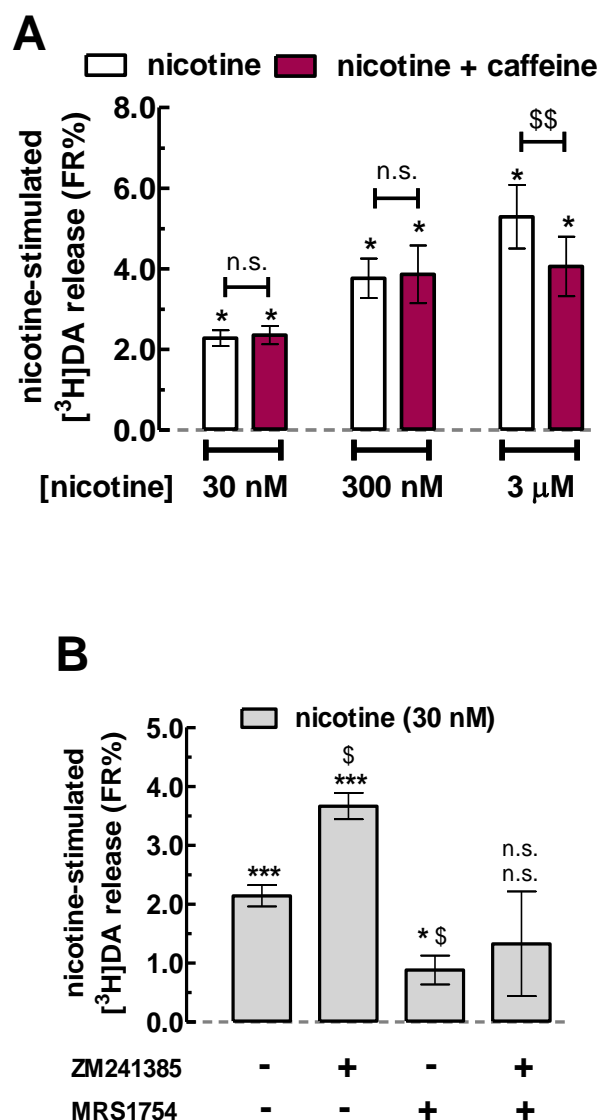 A
nicotine nicotine + caffeine
nicotine-stimulated
[³H]DA release (FR%)
8.0
6.0
4.0
2.0
0.0
n.s.
* *
n.s.
* *
$$
* *
[nicotine] 30 nM 300 nM 3 μM
B
nicotine (30 nM)
nicotine-stimulated
[³H]DA release (FR%)
5.0
4.0
3.0
2.0
1.0
0.0
***
$
***
* $
n.s.
n.s.
ZM241385 - + - +
MRS1754 - - + +